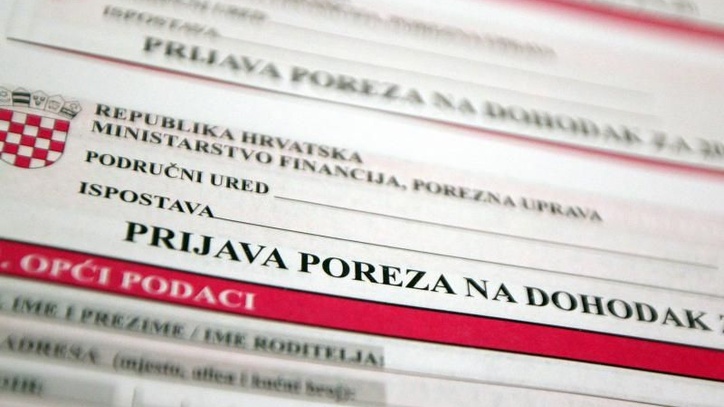 ISPOSTAVA
PRIJAVA POREZA NA DOHODAK ZA 20
REPUBLIKA HRVATSKA
MINISTARSTVO FINANCIJA, POREZNA UPRAVA
PODRUČNI URED
ISPOSTAVA
PRIJAVA POREZA NA DOHODAK
. OPĆI PODACI
. IME I PREZIME / IME RODITELJA:
ADRESA (mjesto, ulica i kućni broj):